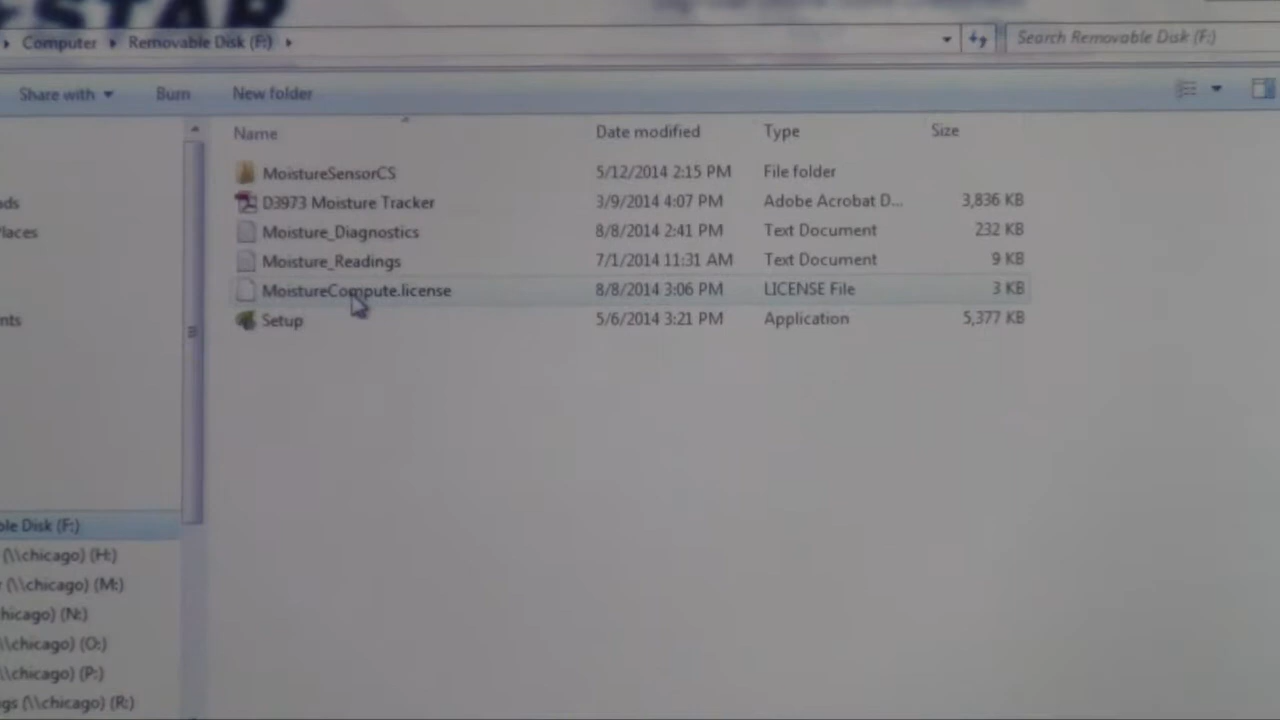 STAR
Computer Removable Disk (F:) Search Removable Disk (F:)
Share with Burn New folder
Name Date modified Type Size
MoistureSensorCS 5/12/2014 2:15 PM File folder
D3973 Moisture Tracker 3/9/2014 4:07 PM Adobe Acrobat D... 3,836 KB
Moisture_Diagnostics 8/8/2014 2:41 PM Text Document 232 KB
Moisture_Readings 7/1/2014 11:31 AM Text Document 9 KB
MoistureCompute.license 8/8/2014 3:06 PM LICENSE File 3 KB
Setup 5/6/2014 3:21 PM Application 5,377 KB
ads
Places
nts
ble Disk (F:)
(\\chicago) (H:)
(\\chicago) (M:)
hicago) (N:)
\\chicago) (O:)
\\chicago) (P:)
gs (\\chicago) (R:)